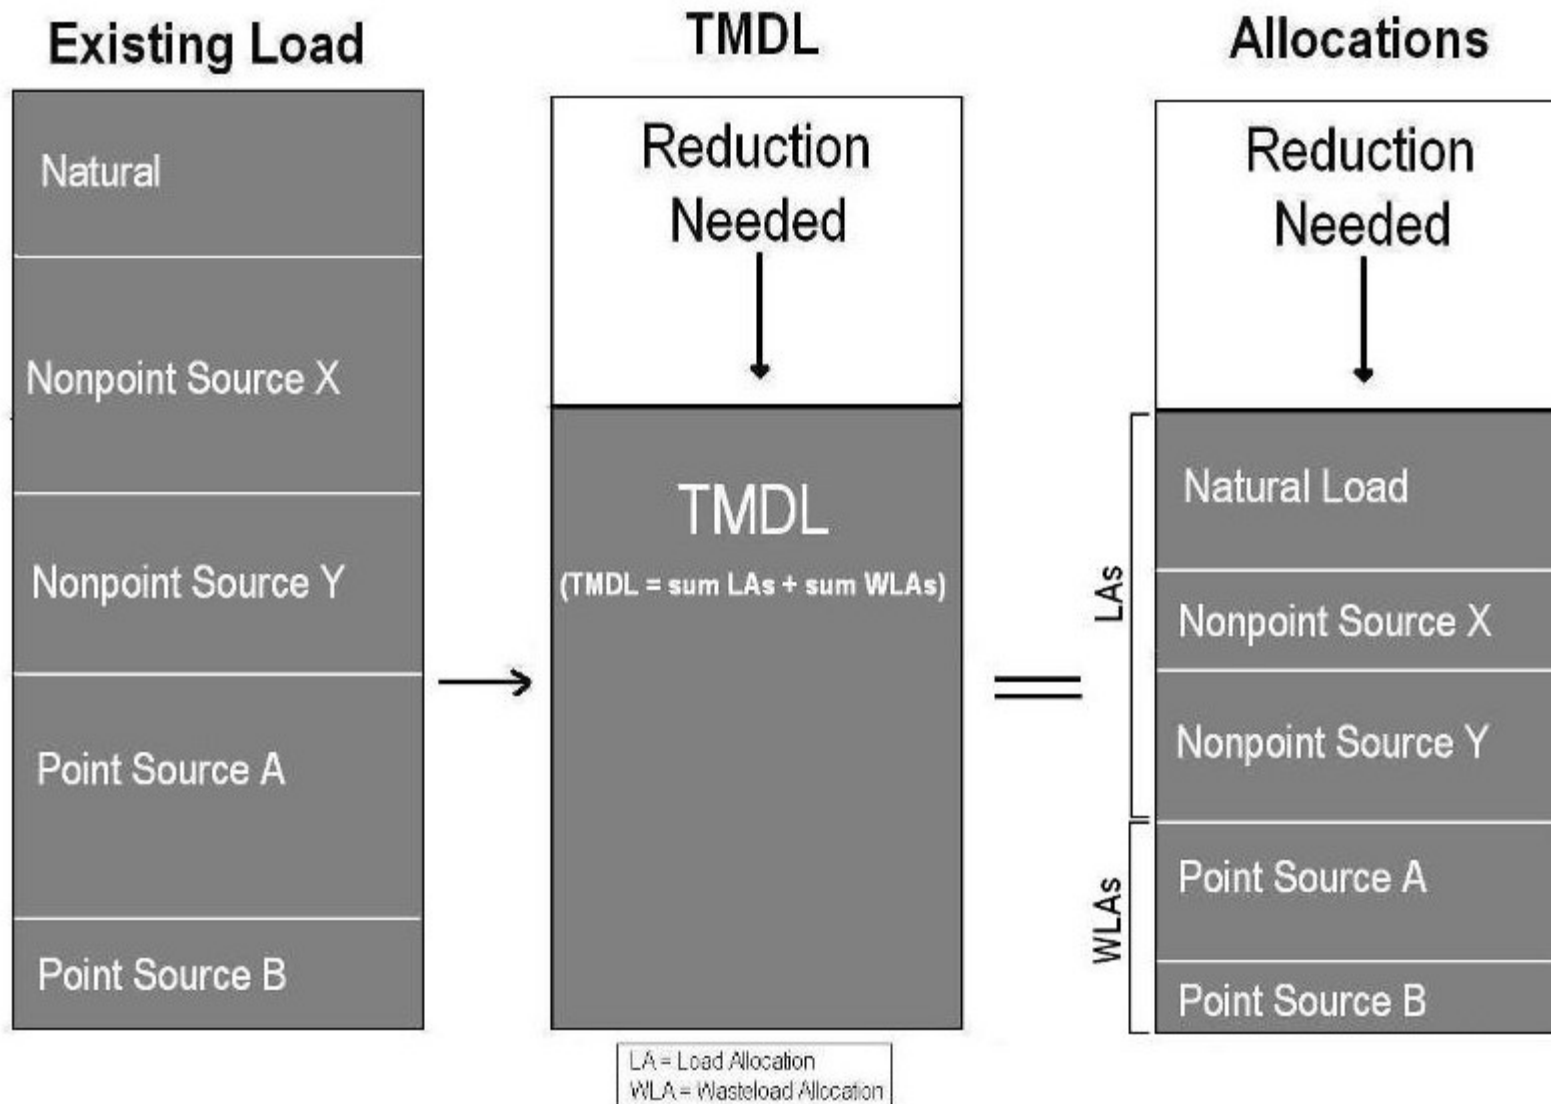 Existing Load
Natural
Nonpoint Source X
Nonpoint Source Y
Point Source A
Point Source B
TMDL
Reduction
Needed
TMDL
(TMDL = sum LAs + sum WLAs)
Allocations
Reduction
Needed
LAs
Natural Load
Nonpoint Source X
Nonpoint Source Y
WLAs
Point Source A
Point Source B
LA = Load Allocation
WLA = Wasteload Allocation